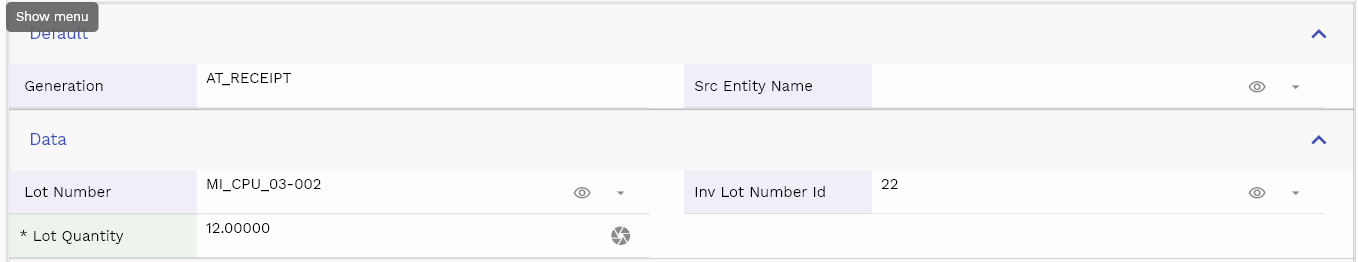 Show menu
Default
Generation AT_RECEIPT Src Entity Name
Data
Lot Number MI_CPU_03-002 Inv Lot Number Id 22
* Lot Quantity 12.00000